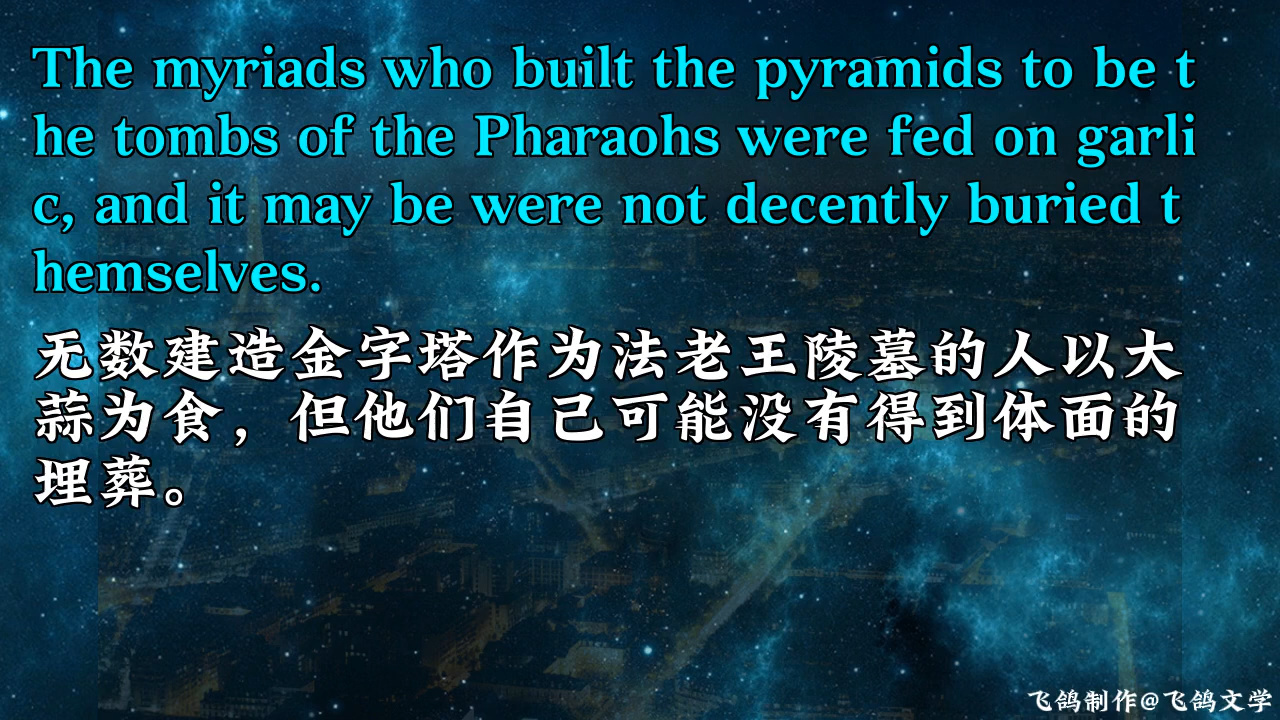 The myriads who built the pyramids to be t
he tombs of the Pharaohs were fed on garli
c, and it may be were not decently buried t
hemselves.
无数建造金字塔作为法老王陵墓的人以大
蒜为食，但他们自己可能没有得到体面的
埋葬。
飞鸽制作@飞鸽文学